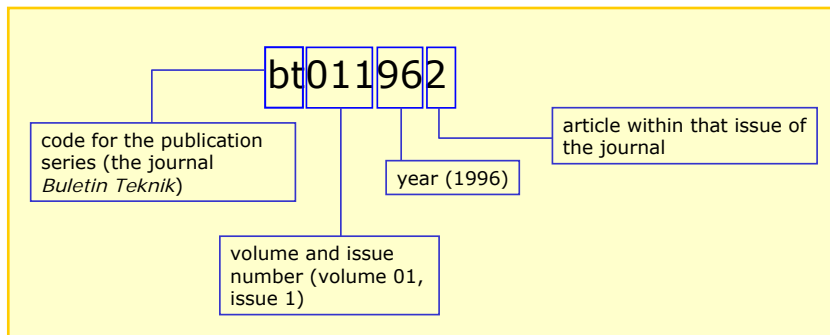 bt011962
code for the publication
series (the journal
Buletin Teknik)
volume and issue
number (volume 01,
issue 1)
year (1996)
article within that issue of
the journal